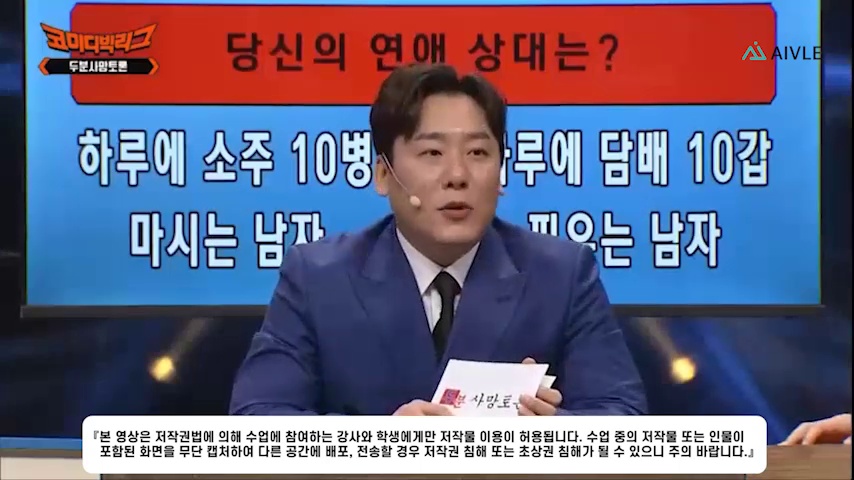 코미디빅리그
두분사망토론
당신의 연애 상대는?
AIVLE
하루에 소주 10병
하루에 담배 10갑
마시는 남자
피우는 남자
사망토론
『본 영상은 저작권법에 의해 수업에 참여하는 강사와 학생에게만 저작물 이용이 허용됩니다. 수업 중의 저작물 또는 인물이
포함된 화면을 무단 캡처하여 다른 공간에 배포, 전송할 경우 저작권 침해 또는 초상권 침해가 될 수 있으니 주의 바랍니다.』